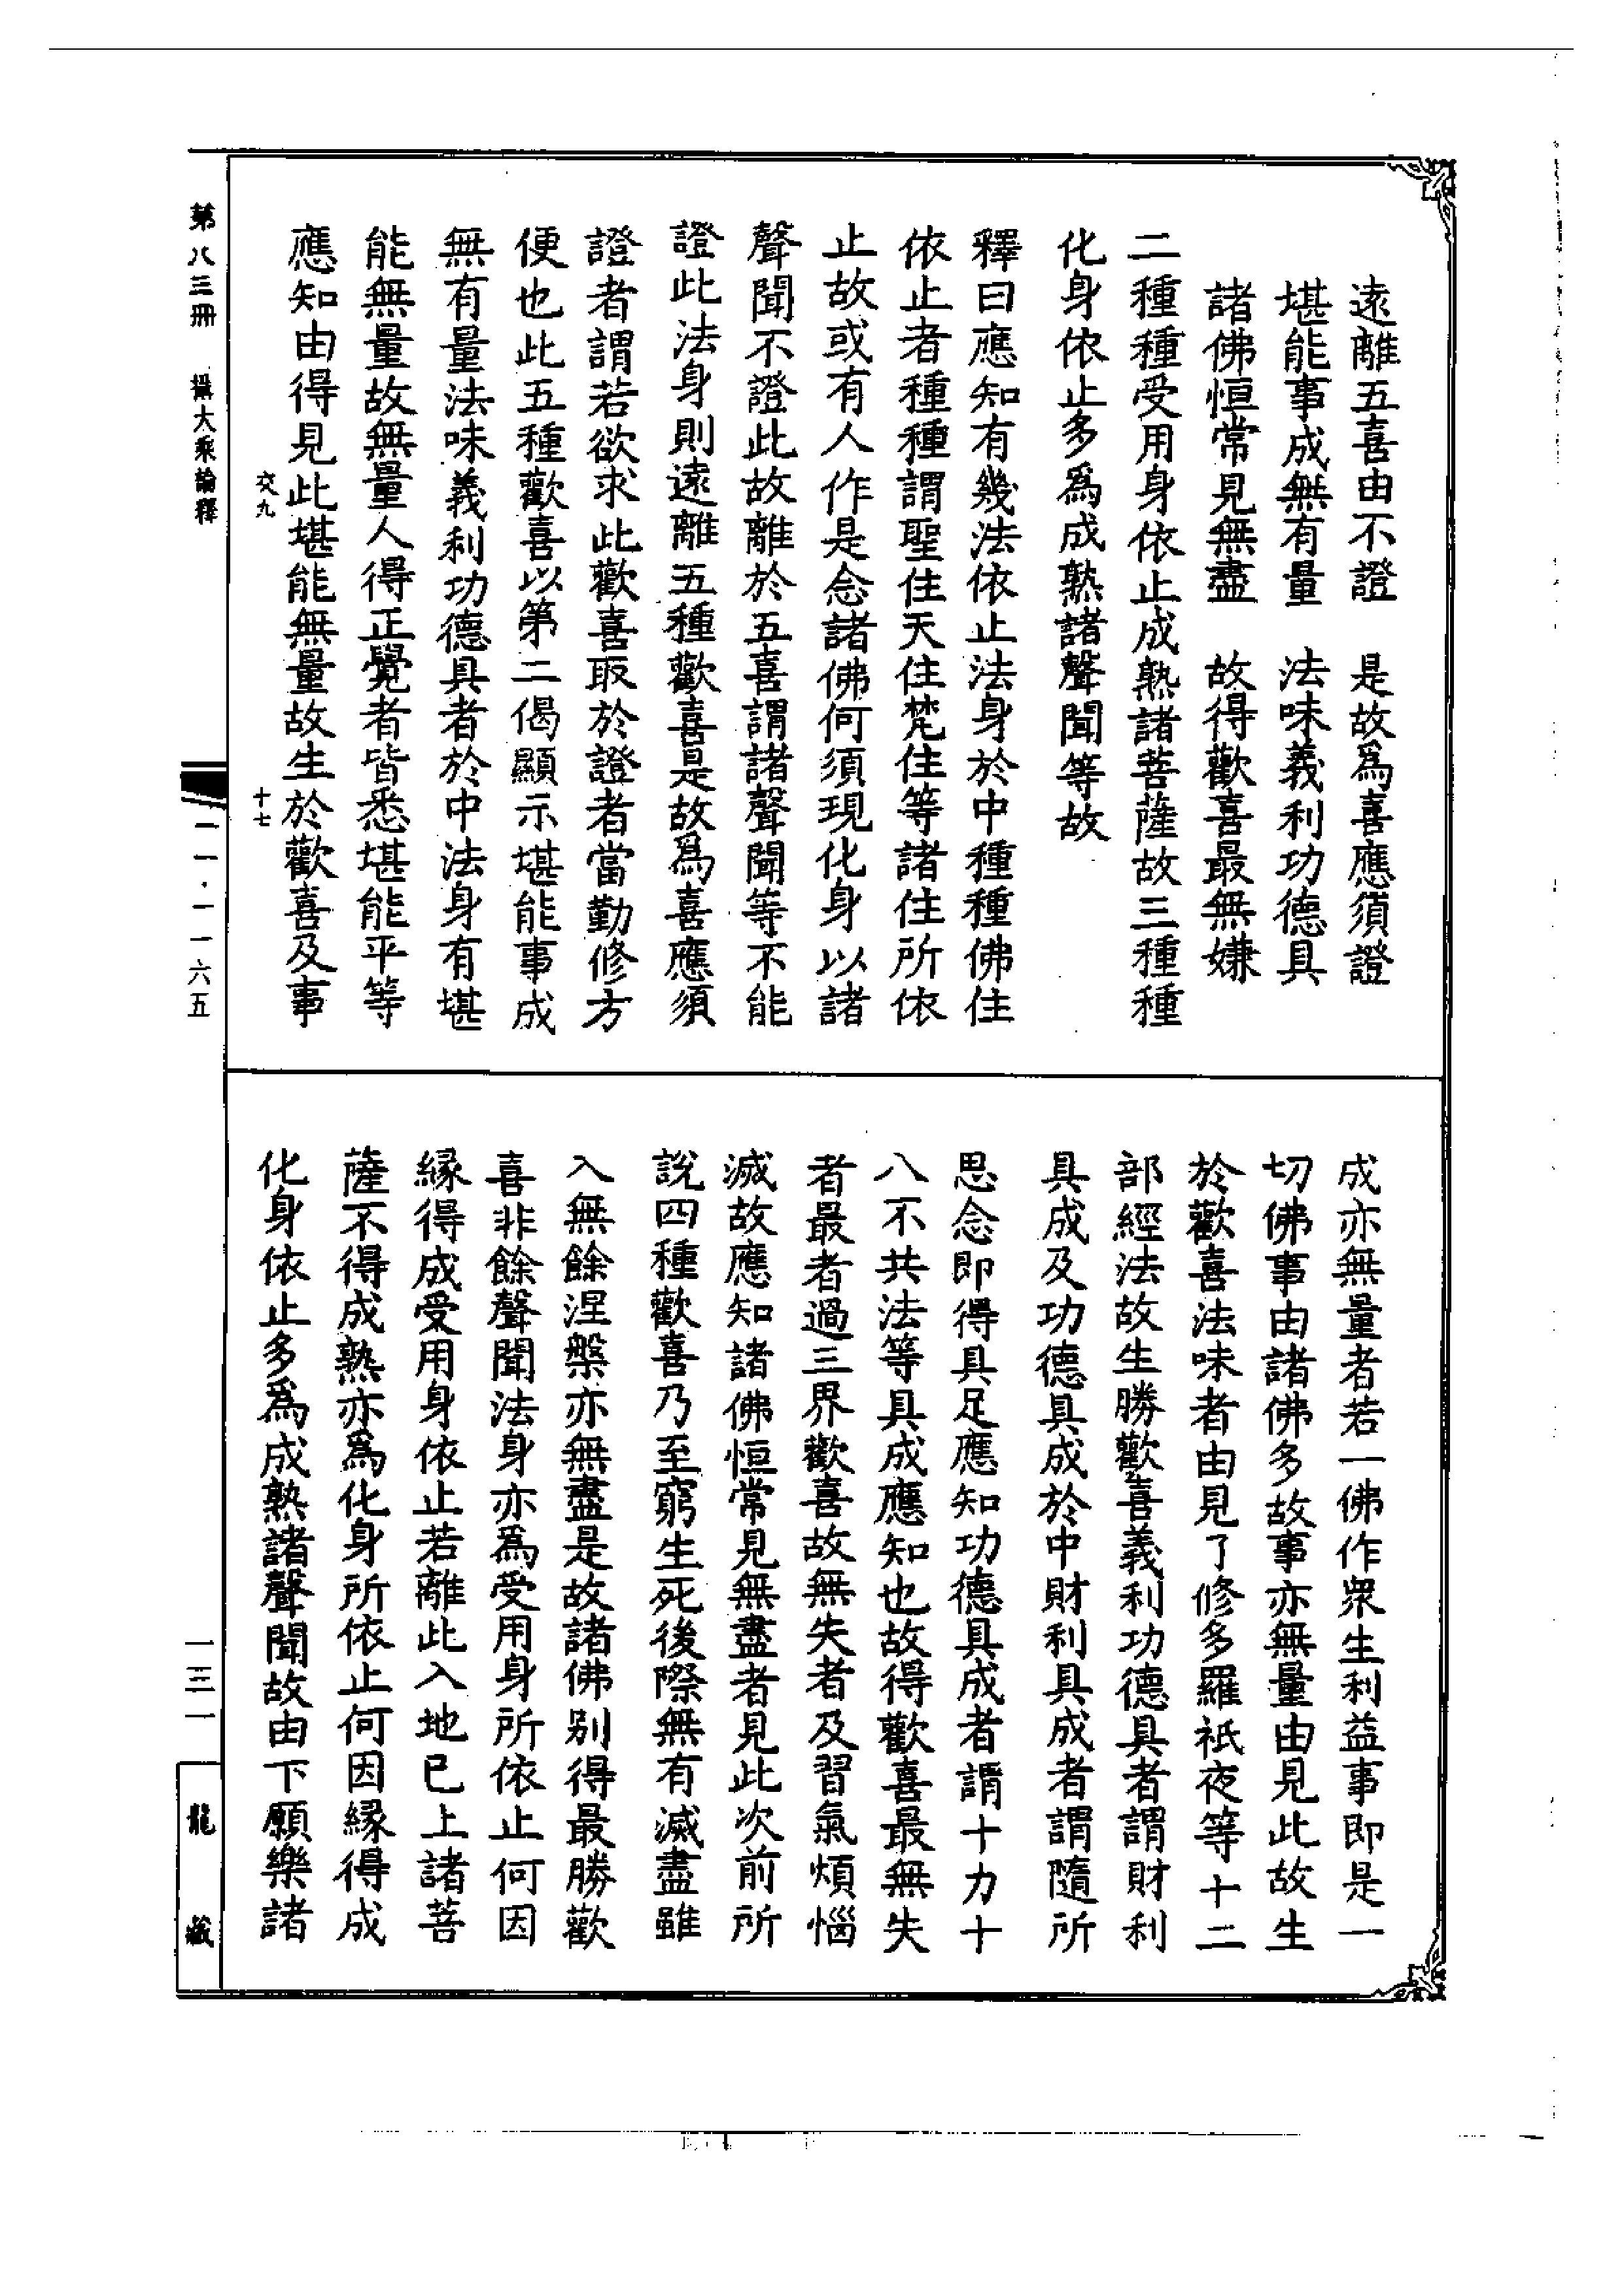 遠離五喜由不證　是故爲喜應須證
堪能事成無有量　法味義利功德具
諸佛恒常見無盡　故得歡喜最無嫌
二種種受用身依止成熟諸菩薩故三種種
化身依止多爲成熟諸聲聞等故
釋曰應知有幾法依止法身於中種種佛住
依止者種種謂聖住天住梵住等諸住所依
止故或有人作是念諸佛何須現化身以諸
聲聞不證此故離於五喜謂諸聲聞等不能
證此法身則遠離五種歡喜是故爲喜應須
證者謂若欲求此歡喜取於證者當勤修方
便也此五種歡喜以第二偈顯示堪能事成
無有量法味義利功德具者於中法身有堪
能無量故無量人得正覺者皆悉堪能平等
應知由得見此堪能無量故生於歡喜及事
成亦無量者若一佛作衆生利益事即是一
切佛事由諸佛多故事亦無量由見此故生
於歡喜法味者由見了修多羅祇夜等十二
部經法故生勝歡喜義利功德具者謂財利
具成及功德具成於中財利具成者謂隨所
思念即得具足應知功德具成者謂十力十
八不共法等具成應知也故得歡喜最無失
者最者過三界歡喜故無失者及習氣煩惱
滅故應知諸佛恒常見無盡者見此次前所
說四種歡喜乃至窮生死後際無有滅盡雖
入無餘涅槃亦無盡是故諸佛别得最勝歡
喜非餘聲聞法身亦爲受用身所依止何因
縁得成受用身依止若離此入地已上諸菩
薩不得成熟亦爲化身所依止何因縁得成
化身依止多爲成熟諸聲聞故由下願樂諸
交九　十七
第八三冊　攝大乘論釋
一一·一一六五
一三一
龍藏